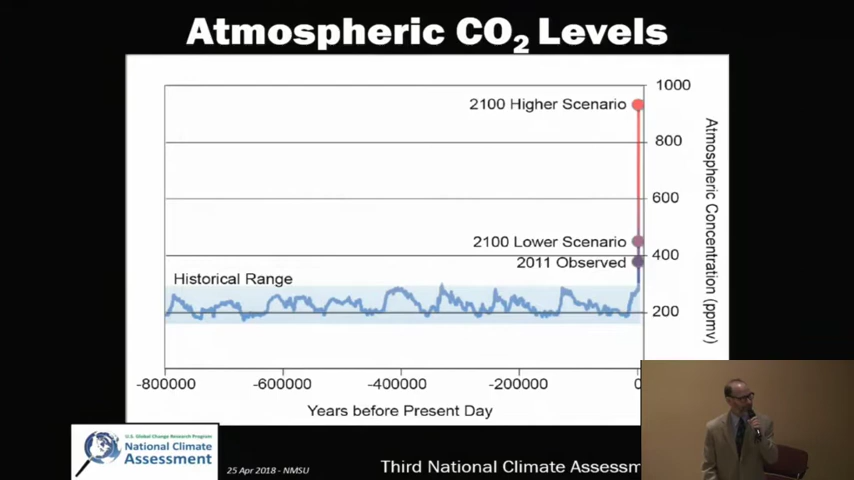 Atmospheric CO₂ Levels
1000
2100 Higher Scenario
800
600
2100 Lower Scenario
400
2011 Observed
Historical Range
200
Atmospheric Concentration (ppmv)
-800000 -600000 -400000 -200000 0
Years before Present Day
U.S. Global Change Research Program
National Climate
Assessment
25 Apr 2018 - NMSU
Third National Climate Assessm